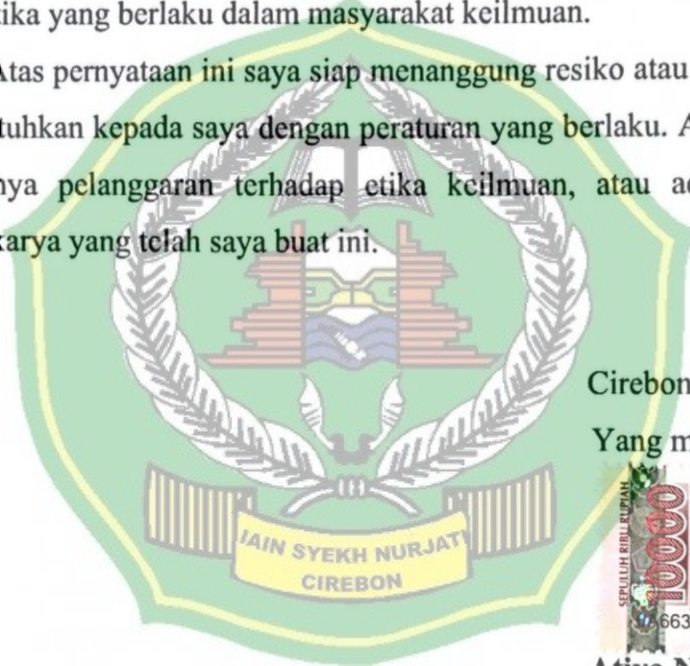 tika yang berlaku dalam masyarakat keilmuan.
Atas pernyataan ini saya siap menanggung resiko atau
tuhkan kepada saya dengan peraturan yang berlaku. A
nya pelanggaran terhadap etika keilmuan, atau ad
karya yang telah saya buat ini.
Cirebon
Yang m
SEPULUH RIBU RUPIAH
10000
663
IAIN SYEKH NURJATI
CIREBON